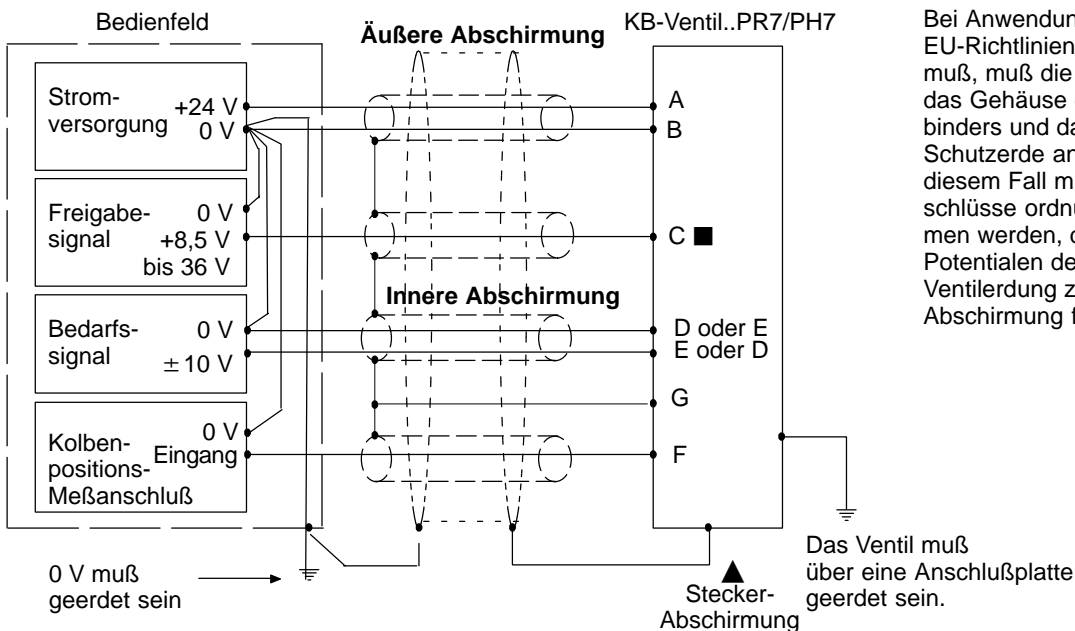 Bedienfeld
Äußere Abschirmung
KB-Ventil..PR7/PH7
Strom-
versorgung
+24 V
0 V
Freigabe-
signal
0 V
+8,5 V
bis 36 V
Bedarfs-
signal
0 V
±10 V
Kolben-
positions-
Meßanschluß
0 V
Eingang
Innere Abschirmung
A
B
C ■
D oder E
E oder D
G
F
0 V muß
geerdet sein
▲
Stecker-
Abschirmung
Das Ventil muß
über eine Anschlußplatte
geerdet sein.
Bei Anwendun
EU-Richtlinien
muß, muß die
das Gehäuse
binders und da
Schutzerde an
diesem Fall m
schlüsse ordnu
men werden, d
Potentialen de
Ventilerdung z
Abschirmung f